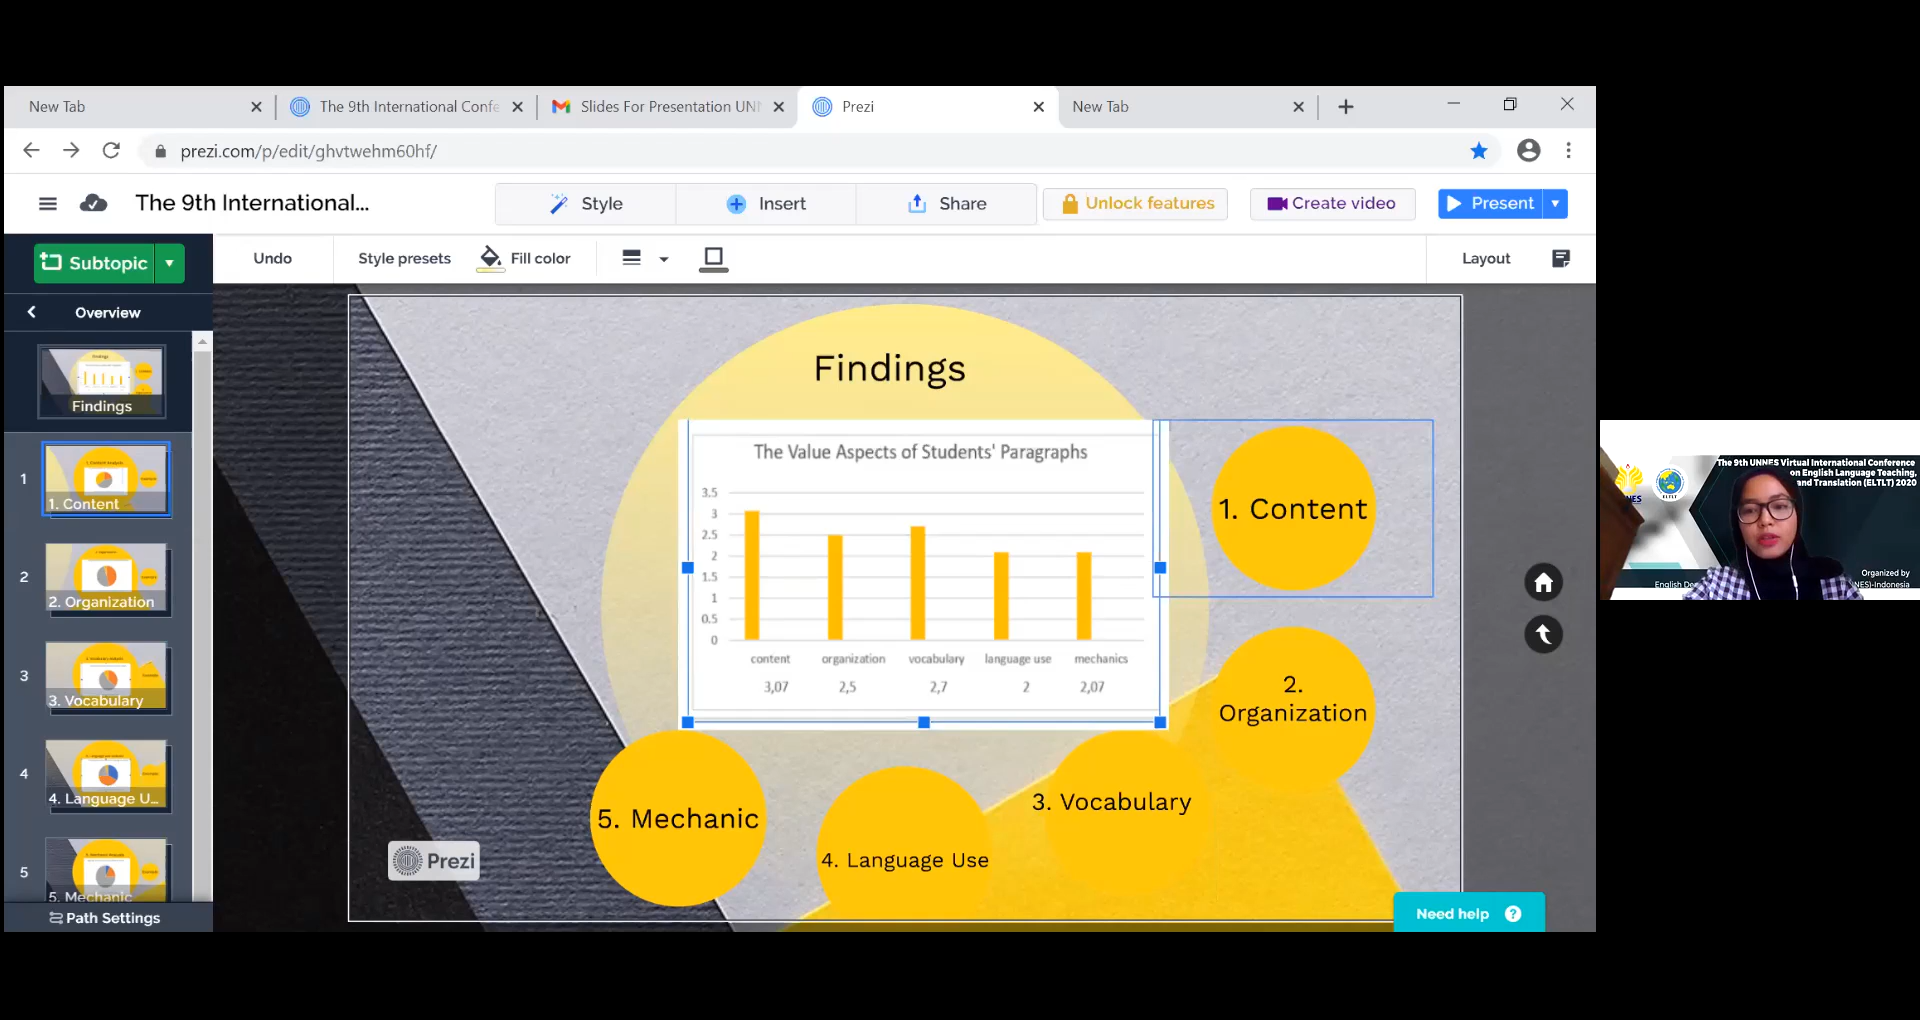 New Tab
The 9th International Confe
Slides For Presentation UNN
Prezi
New Tab
prezi.com/p/edit/ghvtwehm60hf/
The 9th International...
Style
Insert
Share
Unlock features
Create video
Present
Subtopic
Undo
Style presets
Fill color
Layout
Overview
Findings
1
1. Content
2
2. Organization
3
3. Vocabulary
4
4. Language U...
5
5. Mechanic
Path Settings
Findings
The Value Aspects of Students' Paragraphs
3.5
3
2.5
2
1.5
1
0.5
0
content organization vocabulary language use mechanics
3,07 2,5 2,7 2 2,07
1. Content
2.
Organization
3. Vocabulary
4. Language Use
5. Mechanic
Prezi
Need help ?
The 9th UNNES Virtual International Conference
on English Language Teaching,
and Translation (ELTLT) 2020
ELTLT
Organized by
English De
NES)-Indonesia